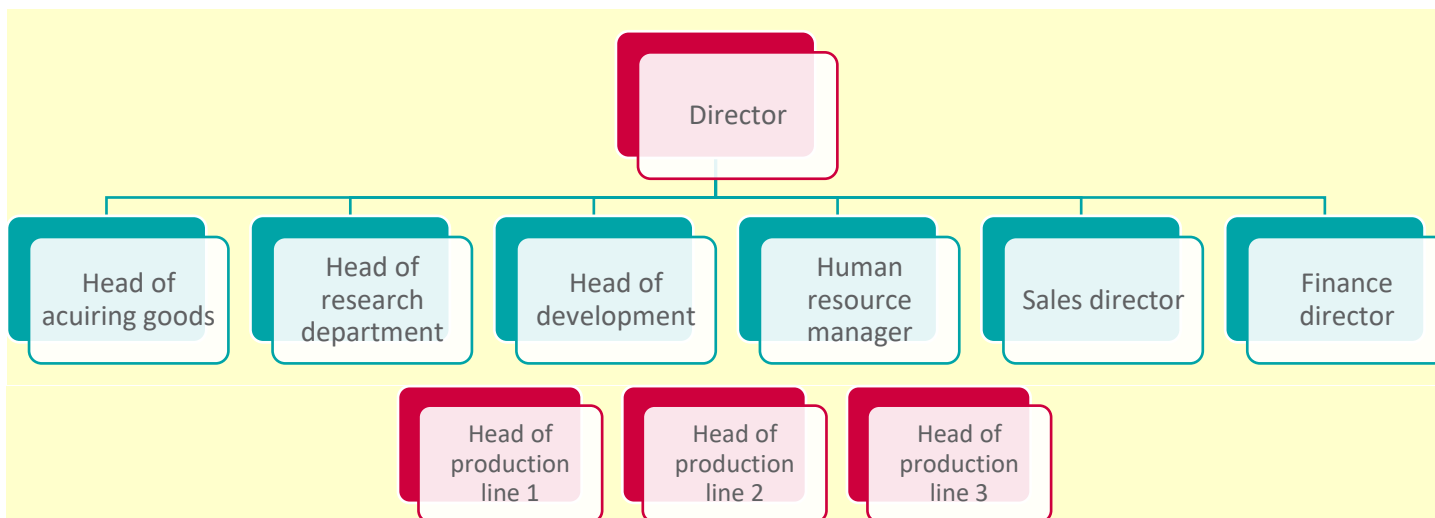 Director
Head of
acuiring goods
Head of
research
department
Head of
development
Human
resource
manager
Sales director
Finance
director
Head of
production
line 1
Head of
production
line 2
Head of
production
line 3